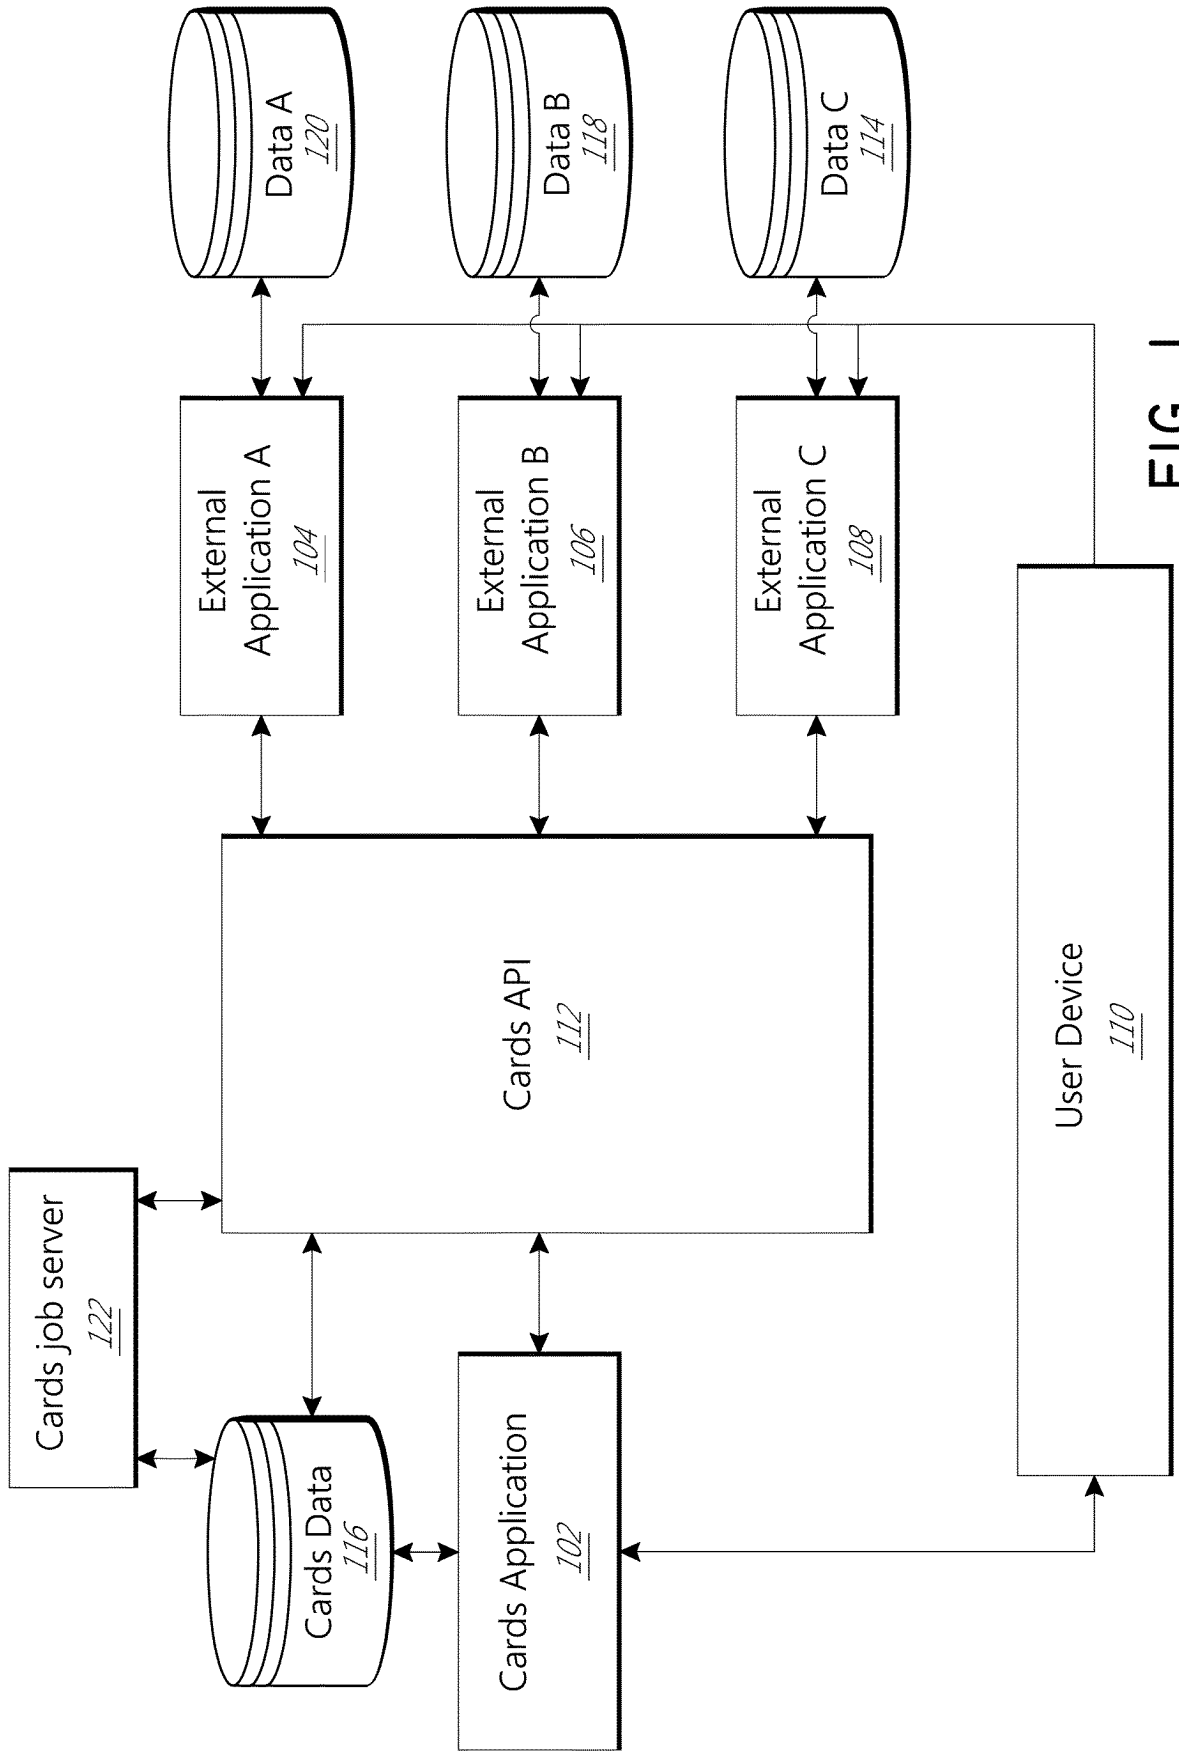 Cards job server
122
Cards Data
116
Cards Application
102
Cards API
112
External
Application A
104
External
Application B
106
External
Application C
108
Data A
120
Data B
118
Data C
114
User Device
110
FIG. 1